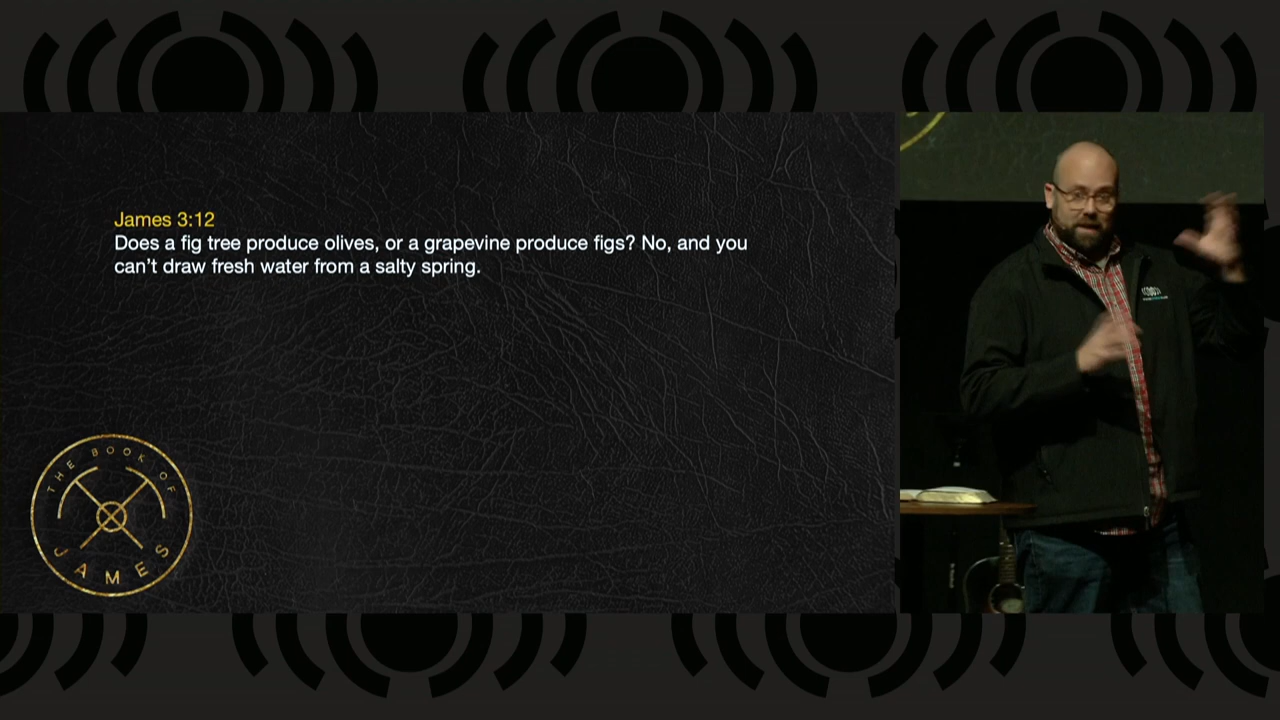 James 3:12
Does a fig tree produce olives, or a grapevine produce figs? No, and you
can’t draw fresh water from a salty spring.
THE BOOK OF
JAMES